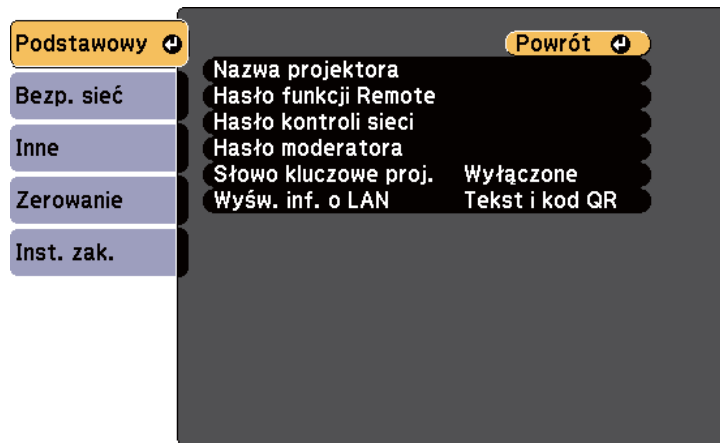 Podstawowy
Powrót
Nazwa projektora
Bezp. sieć
Hasło funkcji Remote
Hasło kontroli sieci
Inne
Hasło moderatora
Słowo kluczowe proj. Wyłączone
Zerowanie
Wyśw. inf. o LAN Tekst i kod QR
Inst. zak.